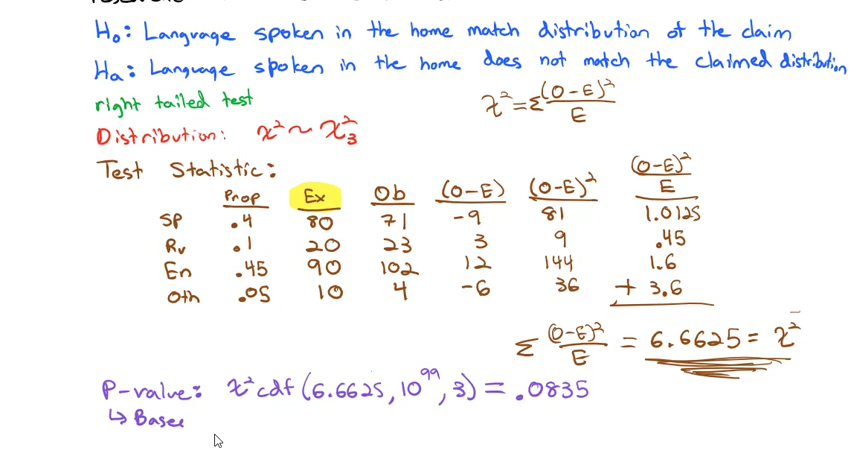 H₀: Language spoken in the home match distribution of the claim
Hₐ: Language spoken in the home does not match the claimed distribution
right tailed test
χ² = Σ (O-E)² / E
Distribution: χ² ~ χ²₃
Test Statistic:
Prop Ex Ob (O-E) (O-E)² (O-E)² / E
SP .4 80 71 -9 81 1.0125
Rv .1 20 23 3 9 .45
En .45 90 102 12 144 1.6
Oth .05 10 4 -6 36 + 3.6
Σ (O-E)² / E = 6.6625 = χ²
P-value: χ²cdf (6.6625, 10⁹⁹, 3) = .0835
↳ Base